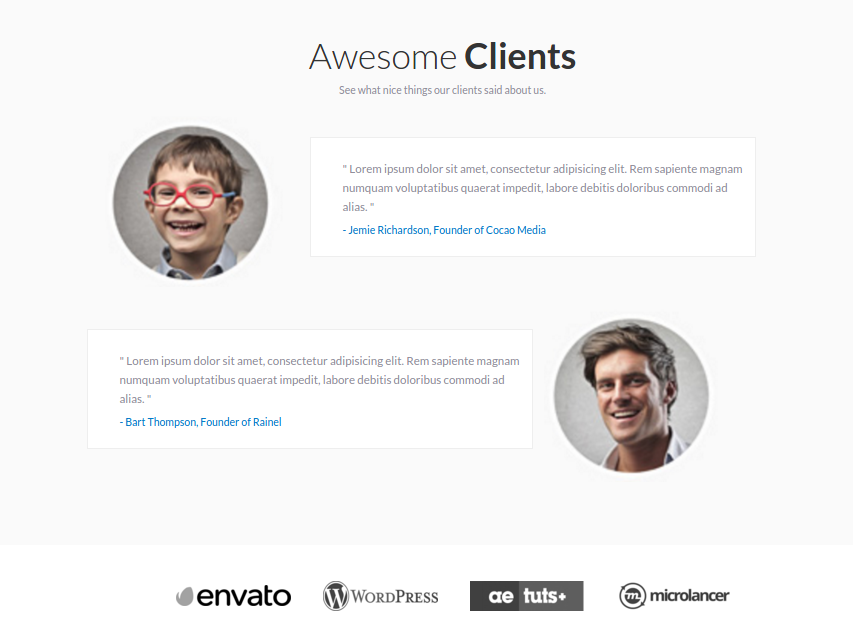 Awesome Clients
See what nice things our clients said about us.
" Lorem ipsum dolor sit amet, consectetur adipisicing elit. Rem sapiente magnam
numquam voluptatibus quaerat impedit, labore debitis doloribus commodi ad
alias. "
- Jemie Richardson, Founder of Cocao Media
" Lorem ipsum dolor sit amet, consectetur adipisicing elit. Rem sapiente magnam
numquam voluptatibus quaerat impedit, labore debitis doloribus commodi ad
alias. "
- Bart Thompson, Founder of Rainel
envato WORDPRESS ae tuts+ microlancer